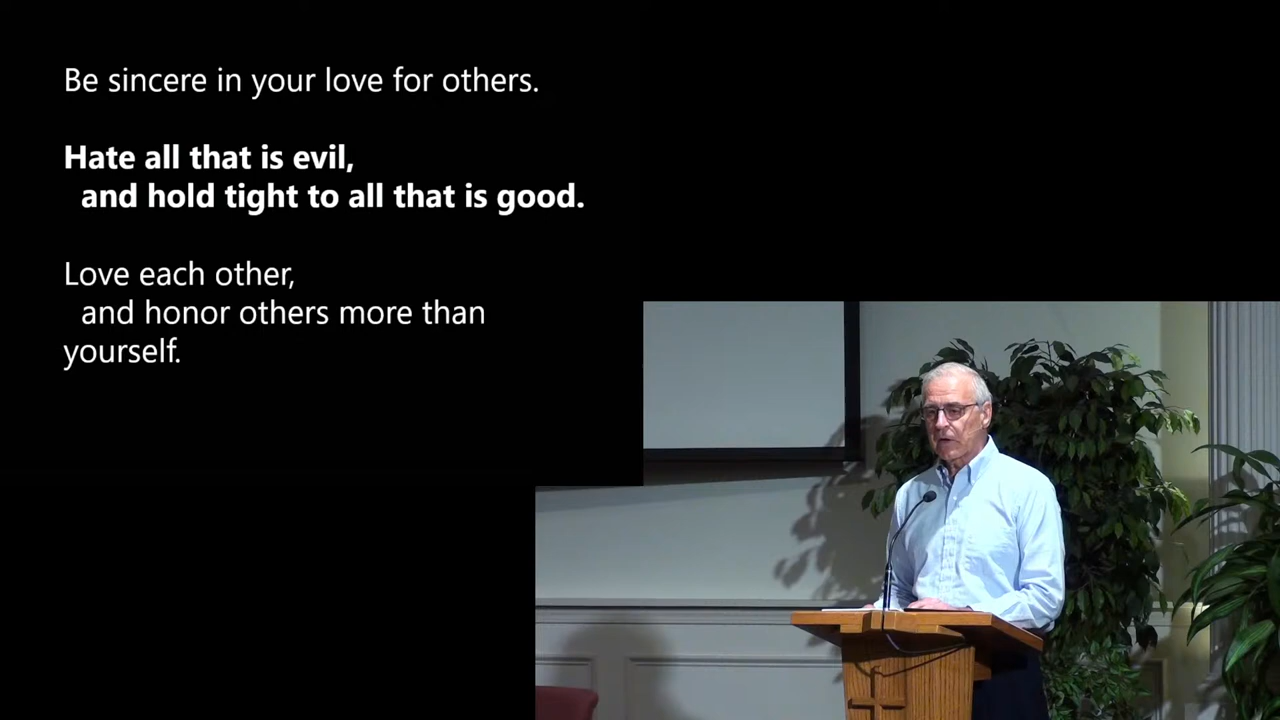 Be sincere in your love for others.
Hate all that is evil,
and hold tight to all that is good.
Love each other,
and honor others more than
yourself.